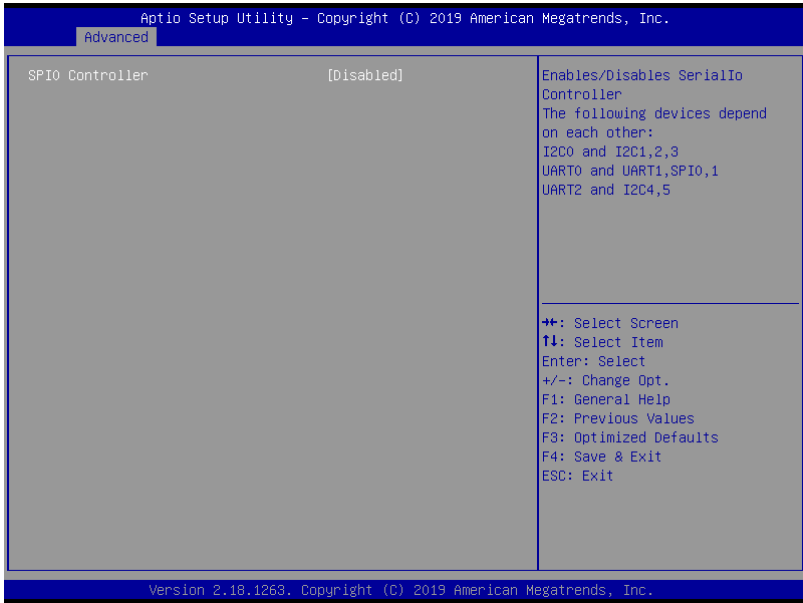 Aptio Setup Utility – Copyright (C) 2019 American Megatrends, Inc.
Advanced
SPI0 Controller [Disabled]
Enables/Disables SerialIo
Controller
The following devices depend
on each other:
I2C0 and I2C1,2,3
UART0 and UART1,SPI0,1
UART2 and I2C4,5
→←: Select Screen
↑↓: Select Item
Enter: Select
+/-: Change Opt.
F1: General Help
F2: Previous Values
F3: Optimized Defaults
F4: Save & Exit
ESC: Exit
Version 2.18.1263. Copyright (C) 2019 American Megatrends, Inc.